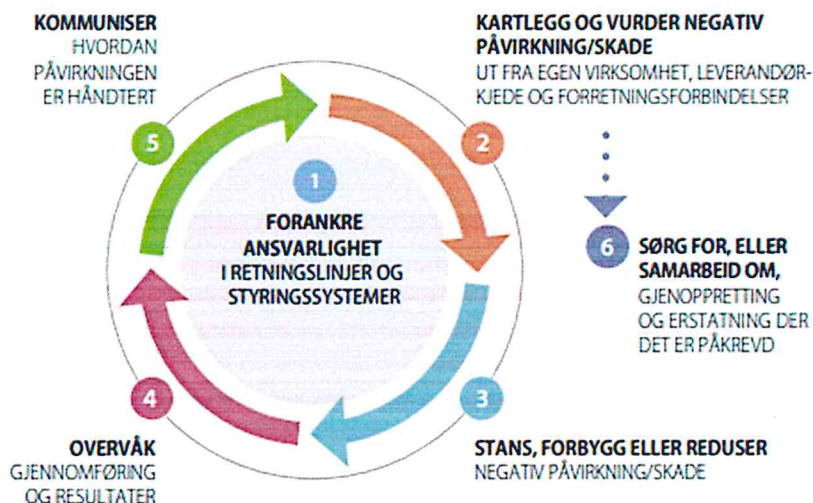 1
FORANKRE
ANSVARLIGHET
I RETNINGSLINJER OG
STYRINGSSYSTEMER
2
KARTLEGG OG VURDER NEGATIV
PÅVIRKNING/SKADE
UT FRA EGEN VIRKSOMHET, LEVERANDØR-
KJEDE OG FORRETNINGSFORBINDELSER
3
STANS, FORBYGG ELLER REDUSER
NEGATIV PÅVIRKNING/SKADE
4
OVERVÅK
GJENNOMFØRING
OG RESULTATER
5
KOMMUNISER
HVORDAN
PÅVIRKNINGEN
ER HÅNDTERT
6
SØRG FOR, ELLER
SAMARBEID OM,
GJENOPPRETTING
OG ERSTATNING DER
DET ER PÅKREVD